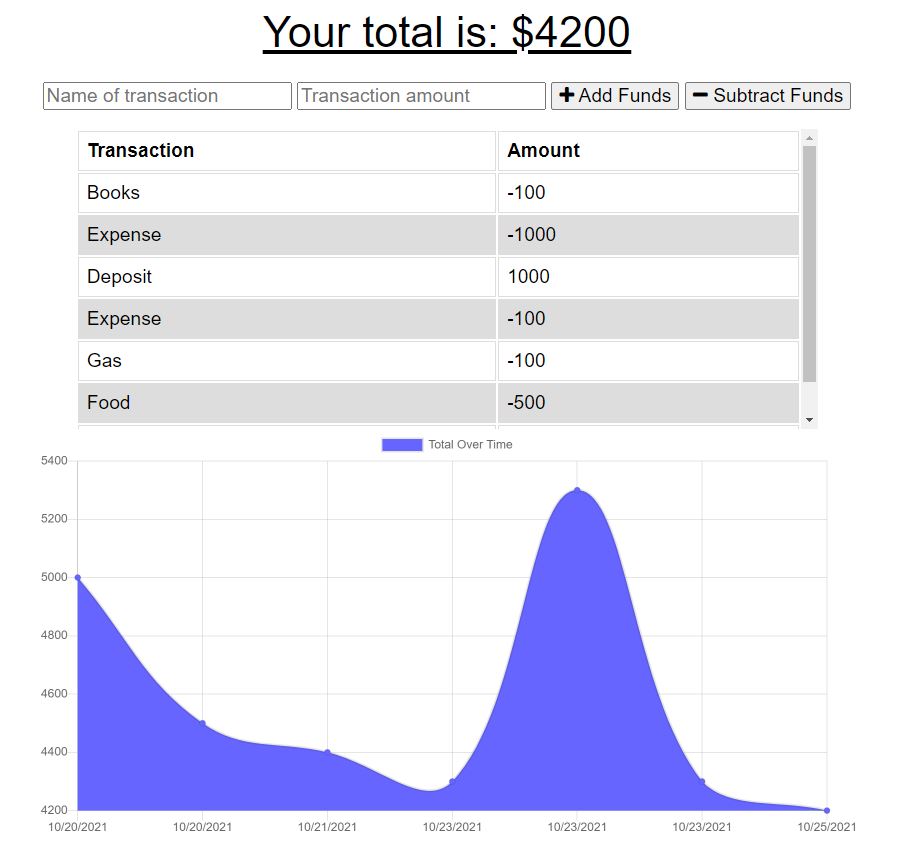 Your total is: $4200
Name of transaction Transaction amount Add Funds Subtract Funds
Transaction Amount
Books -100
Expense -1000
Deposit 1000
Expense -100
Gas -100
Food -500
Total Over Time
5400
5200
5000
4800
4600
4400
4200
10/20/2021 10/20/2021 10/21/2021 10/23/2021 10/23/2021 10/23/2021 10/25/2021